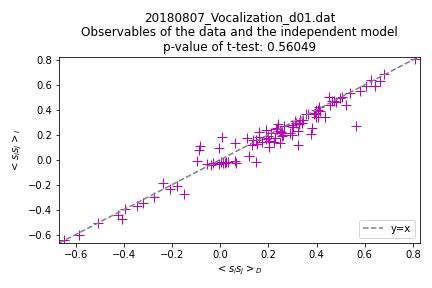 20180807_Vocalization_d01.dat
Observables of the data and the independent model
p-value of t-test: 0.56049
0.8
0.6
0.4
0.2
0.0
−0.2
−0.4
−0.6
< sᵢsⱼ >ᵢ
y=x
−0.6 −0.4 −0.2 0.0 0.2 0.4 0.6 0.8
< sᵢsⱼ >D